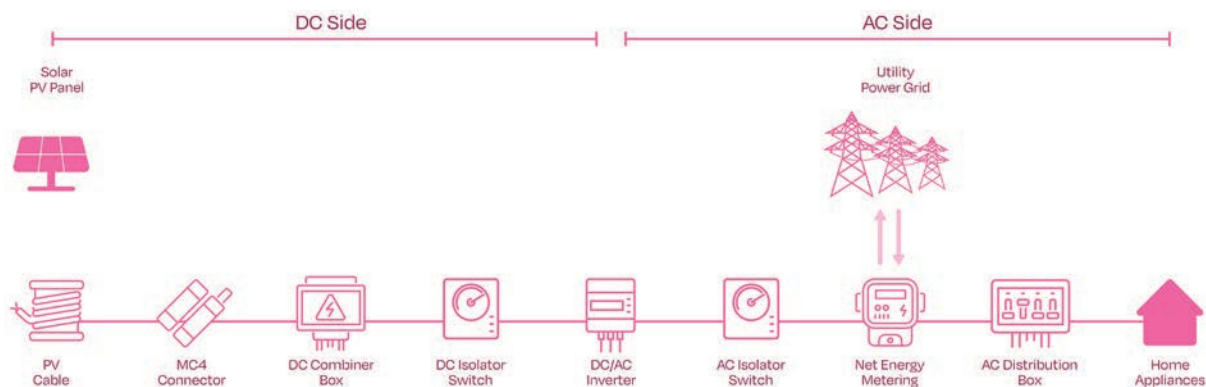 DC Side
AC Side
Solar
PV Panel
Utility
Power Grid
PV
Cable
MC4
Connector
DC Combiner
Box
DC Isolator
Switch
DC/AC
Inverter
AC Isolator
Switch
Net Energy
Metering
AC Distribution
Box
Home
Appliances